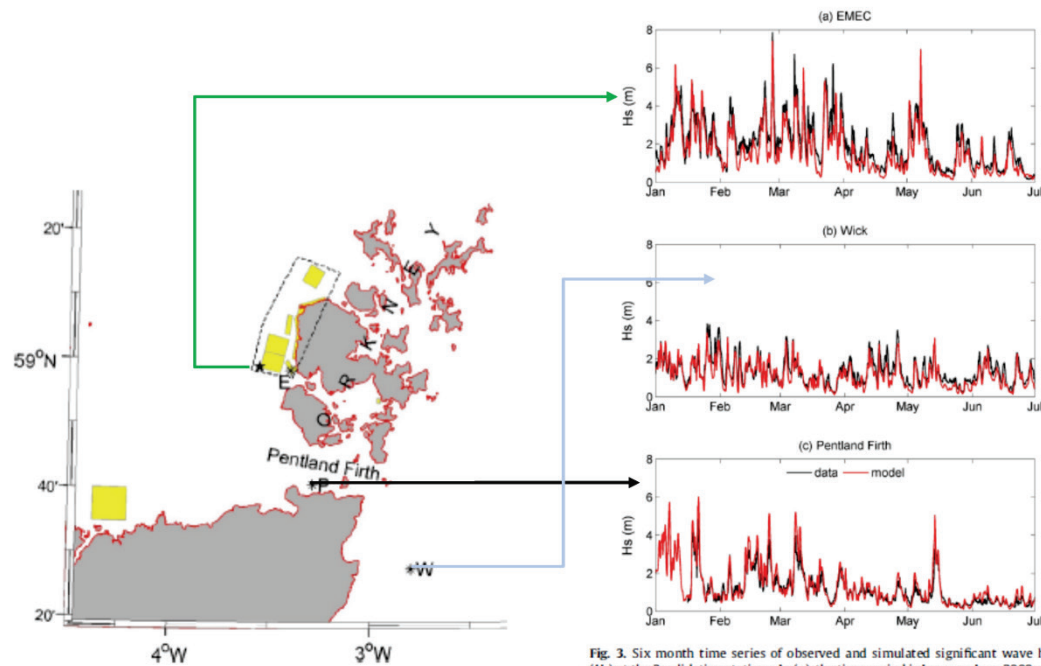 20'
59°N
40'
20'
4°W
3°W
E
O R K N E Y
Pentland Firth
P
W
(a) EMEC
Hs (m)
8
6
4
2
0
Jan Feb Mar Apr May Jun Jul
(b) Wick
Hs (m)
8
6
4
2
0
Jan Feb Mar Apr May Jun Jul
(c) Pentland Firth
data model
Hs (m)
8
6
4
2
0
Jan Feb Mar Apr May Jun Jul
Fig. 3. Six month time series of observed and simulated significant wave h